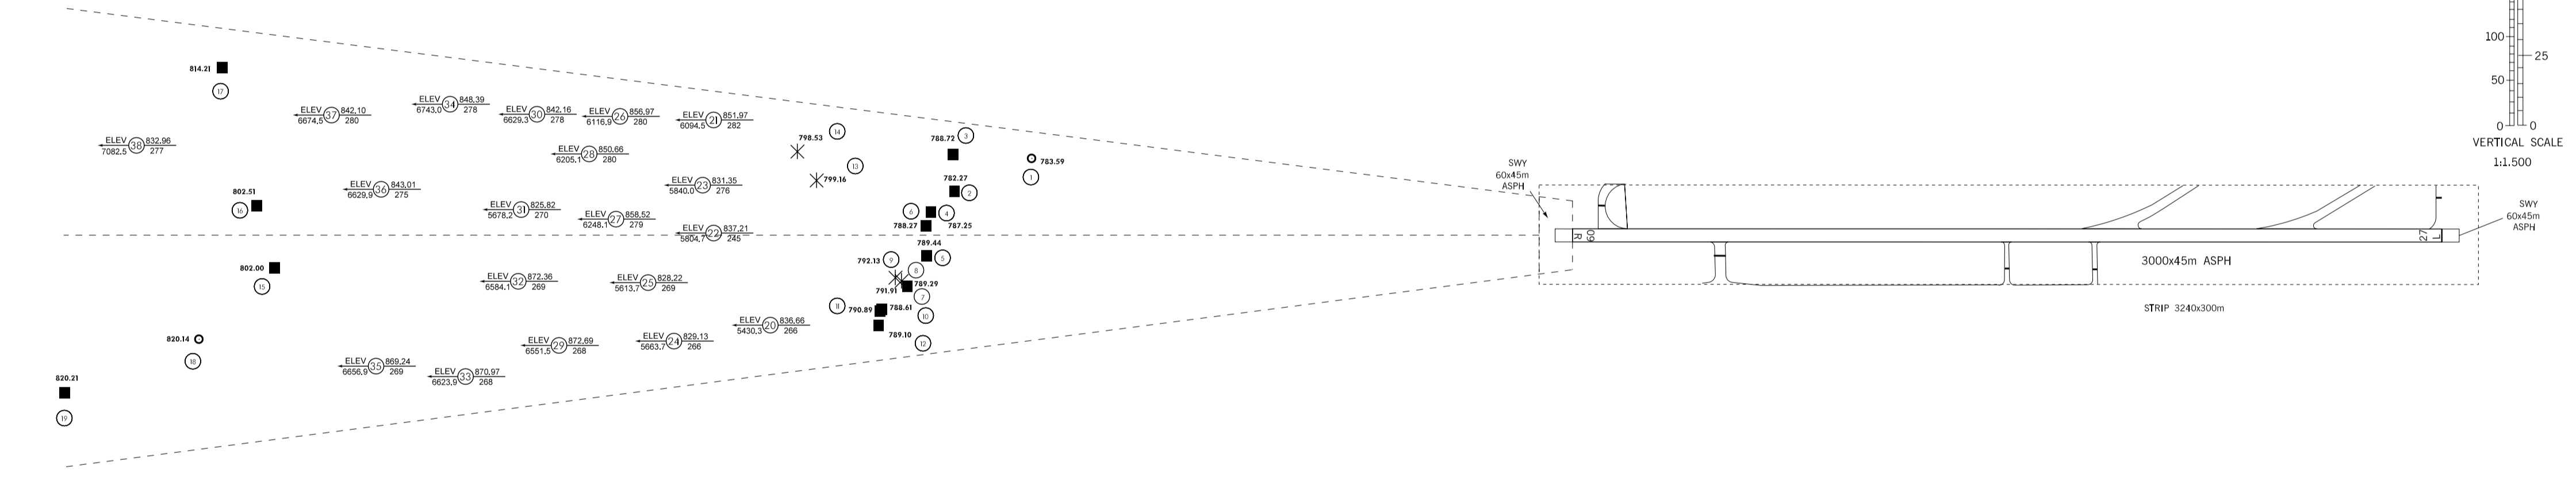 814.21
17
ELEV 842,10
6674,5 37 280
ELEV 848,39
6743,0 34 278
ELEV 842,16
6629,3 30 278
ELEV 856,97
6116,9 26 280
ELEV 851,97
6094,5 21 282
ELEV 832,96
7082,5 38 277
ELEV 850,66
6205,1 28 280
798.53
14
13
799.16
788.72
3
783.59
1
782.27
2
ELEV 843,01
6629,9 36 275
ELEV 831,35
5840,0 23 276
802.51
16
ELEV 825,82
5678,2 31 270
ELEV 858,52
6248,1 27 279
ELEV 837,21
5804,7 22 245
6
4
788.27
787.25
789.44
5
792.13
9
8
791.91
789.29
7
802.00
15
ELEV 872,36
6584,1 32 269
ELEV 828,22
5613,7 25 269
11
790.89
788.61
10
789.10
12
820.14
18
ELEV 836,66
5430,3 20 266
ELEV 872,69
6551,5 29 268
ELEV 829,13
5663,7 24 266
ELEV 869,24
6656,9 35 269
ELEV 870,97
6623,9 33 268
820.21
19
SWY
60x45m
ASPH
09
R
27
L
3000x45m ASPH
STRIP 3240x300m
SWY
60x45m
ASPH
100
50
0
25
0
VERTICAL SCALE
1:1.500